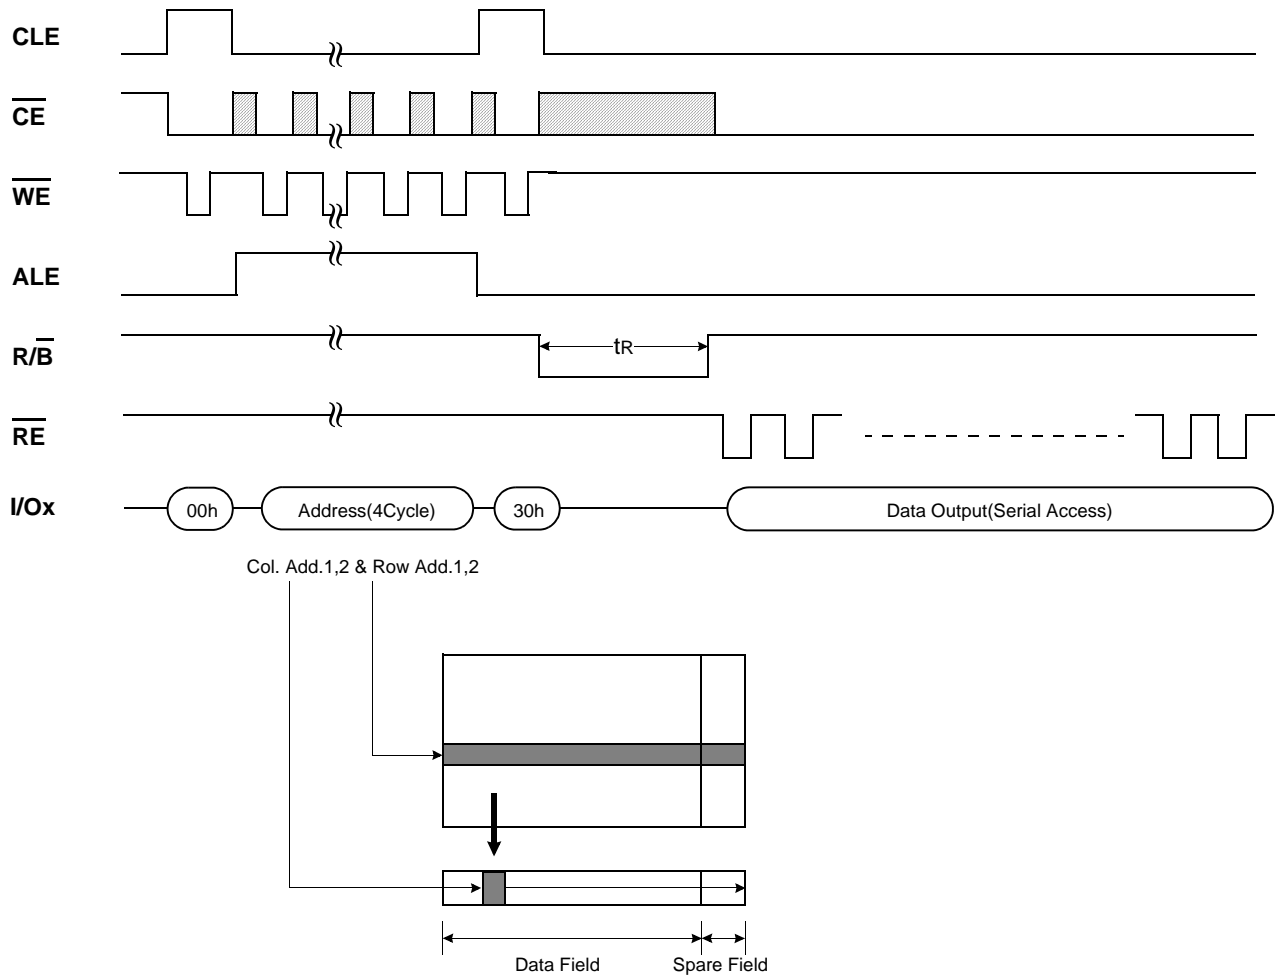 CLE
CE
WE
ALE
R/B
tR
RE
I/Ox
00h
Address(4Cycle)
30h
Data Output(Serial Access)
Col. Add.1,2 & Row Add.1,2
Data Field
Spare Field